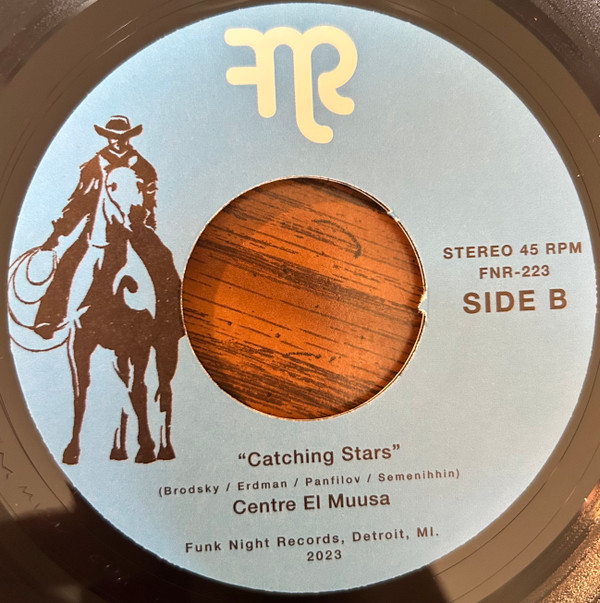 FNR
STEREO 45 RPM
FNR-223
SIDE B
“Catching Stars”
(Brodsky / Erdman / Panfilov / Semenihhin)
Centre El Muusa
Funk Night Records, Detroit, MI.
2023